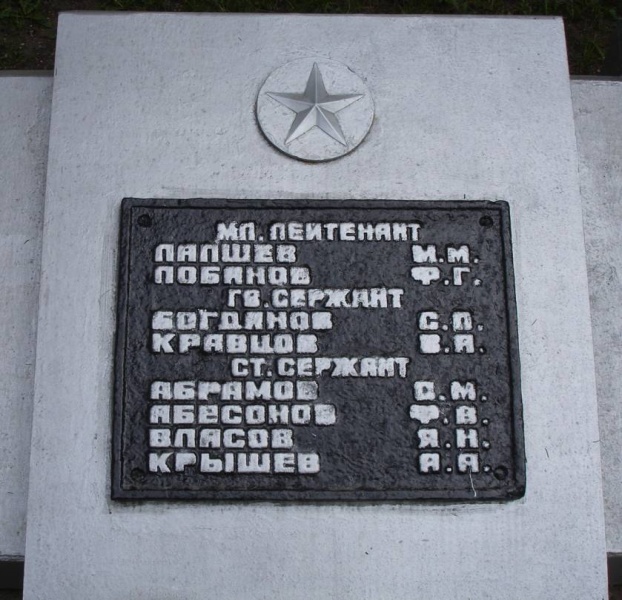 МЛ. ЛЕЙТЕНАНТ
ЛАПШЕВ М.М.
ЛОБАНОВ Ф.Г.
ГВ. СЕРЖАНТ
БОГДАНОВ С.П.
КРАВЦОВ В.А.
СТ. СЕРЖАНТ
АБРАМОВ С.М.
АБЕСОНОВ Ф.В.
ВЛАСОВ Я.Н.
КРЫШЕВ А.А.